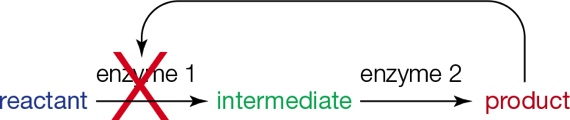 enzyme 1
enzyme 2
reactant
intermediate
product